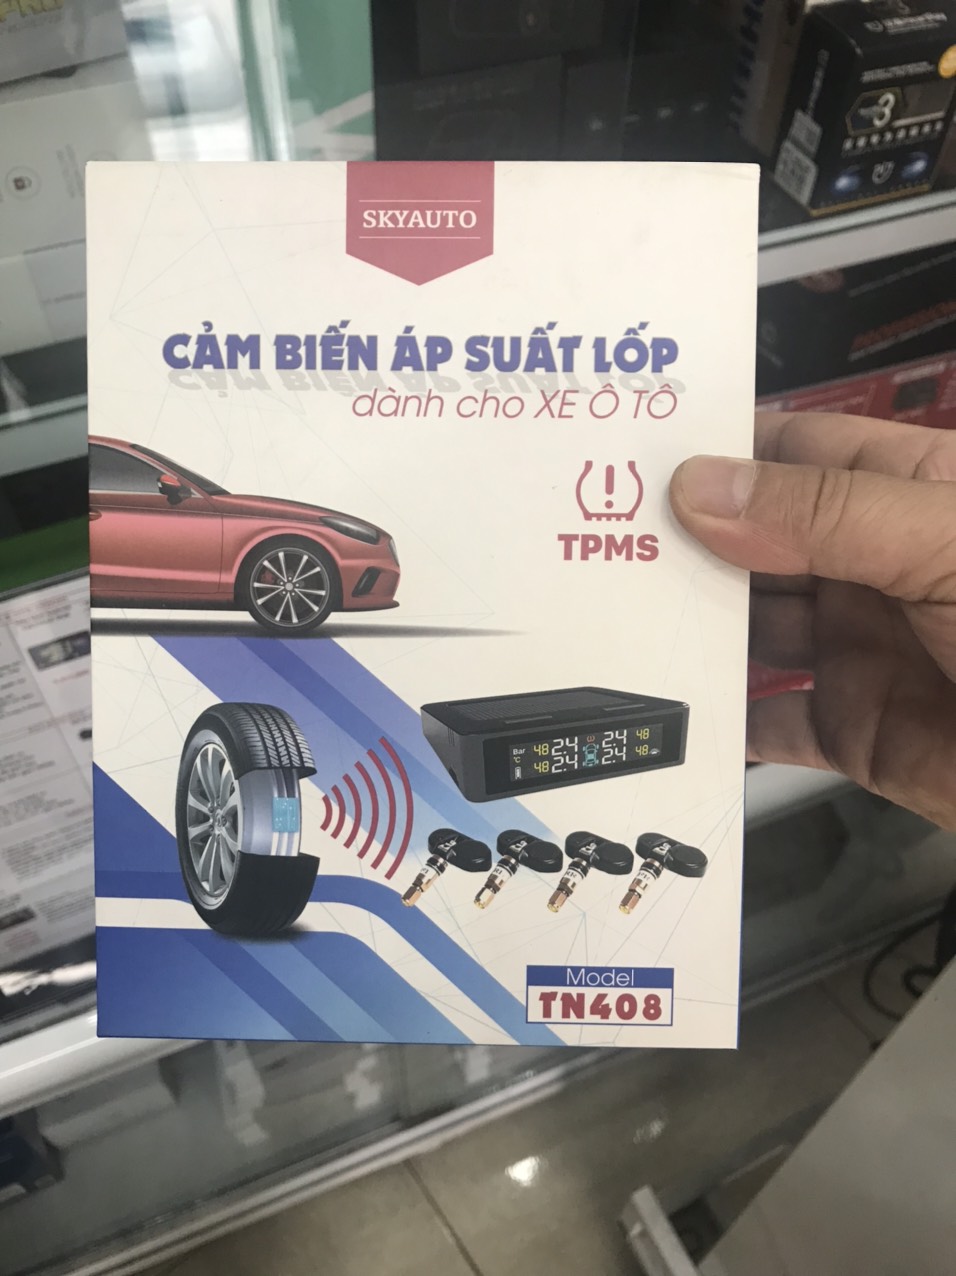 SKYAUTO
CẢM BIẾN ÁP SUẤT LỐP
dành cho XE Ô TÔ
TPMS
Bar
°C
48 2.4 2.4 48
48 2.4 2.4 48
Model
TN408
3